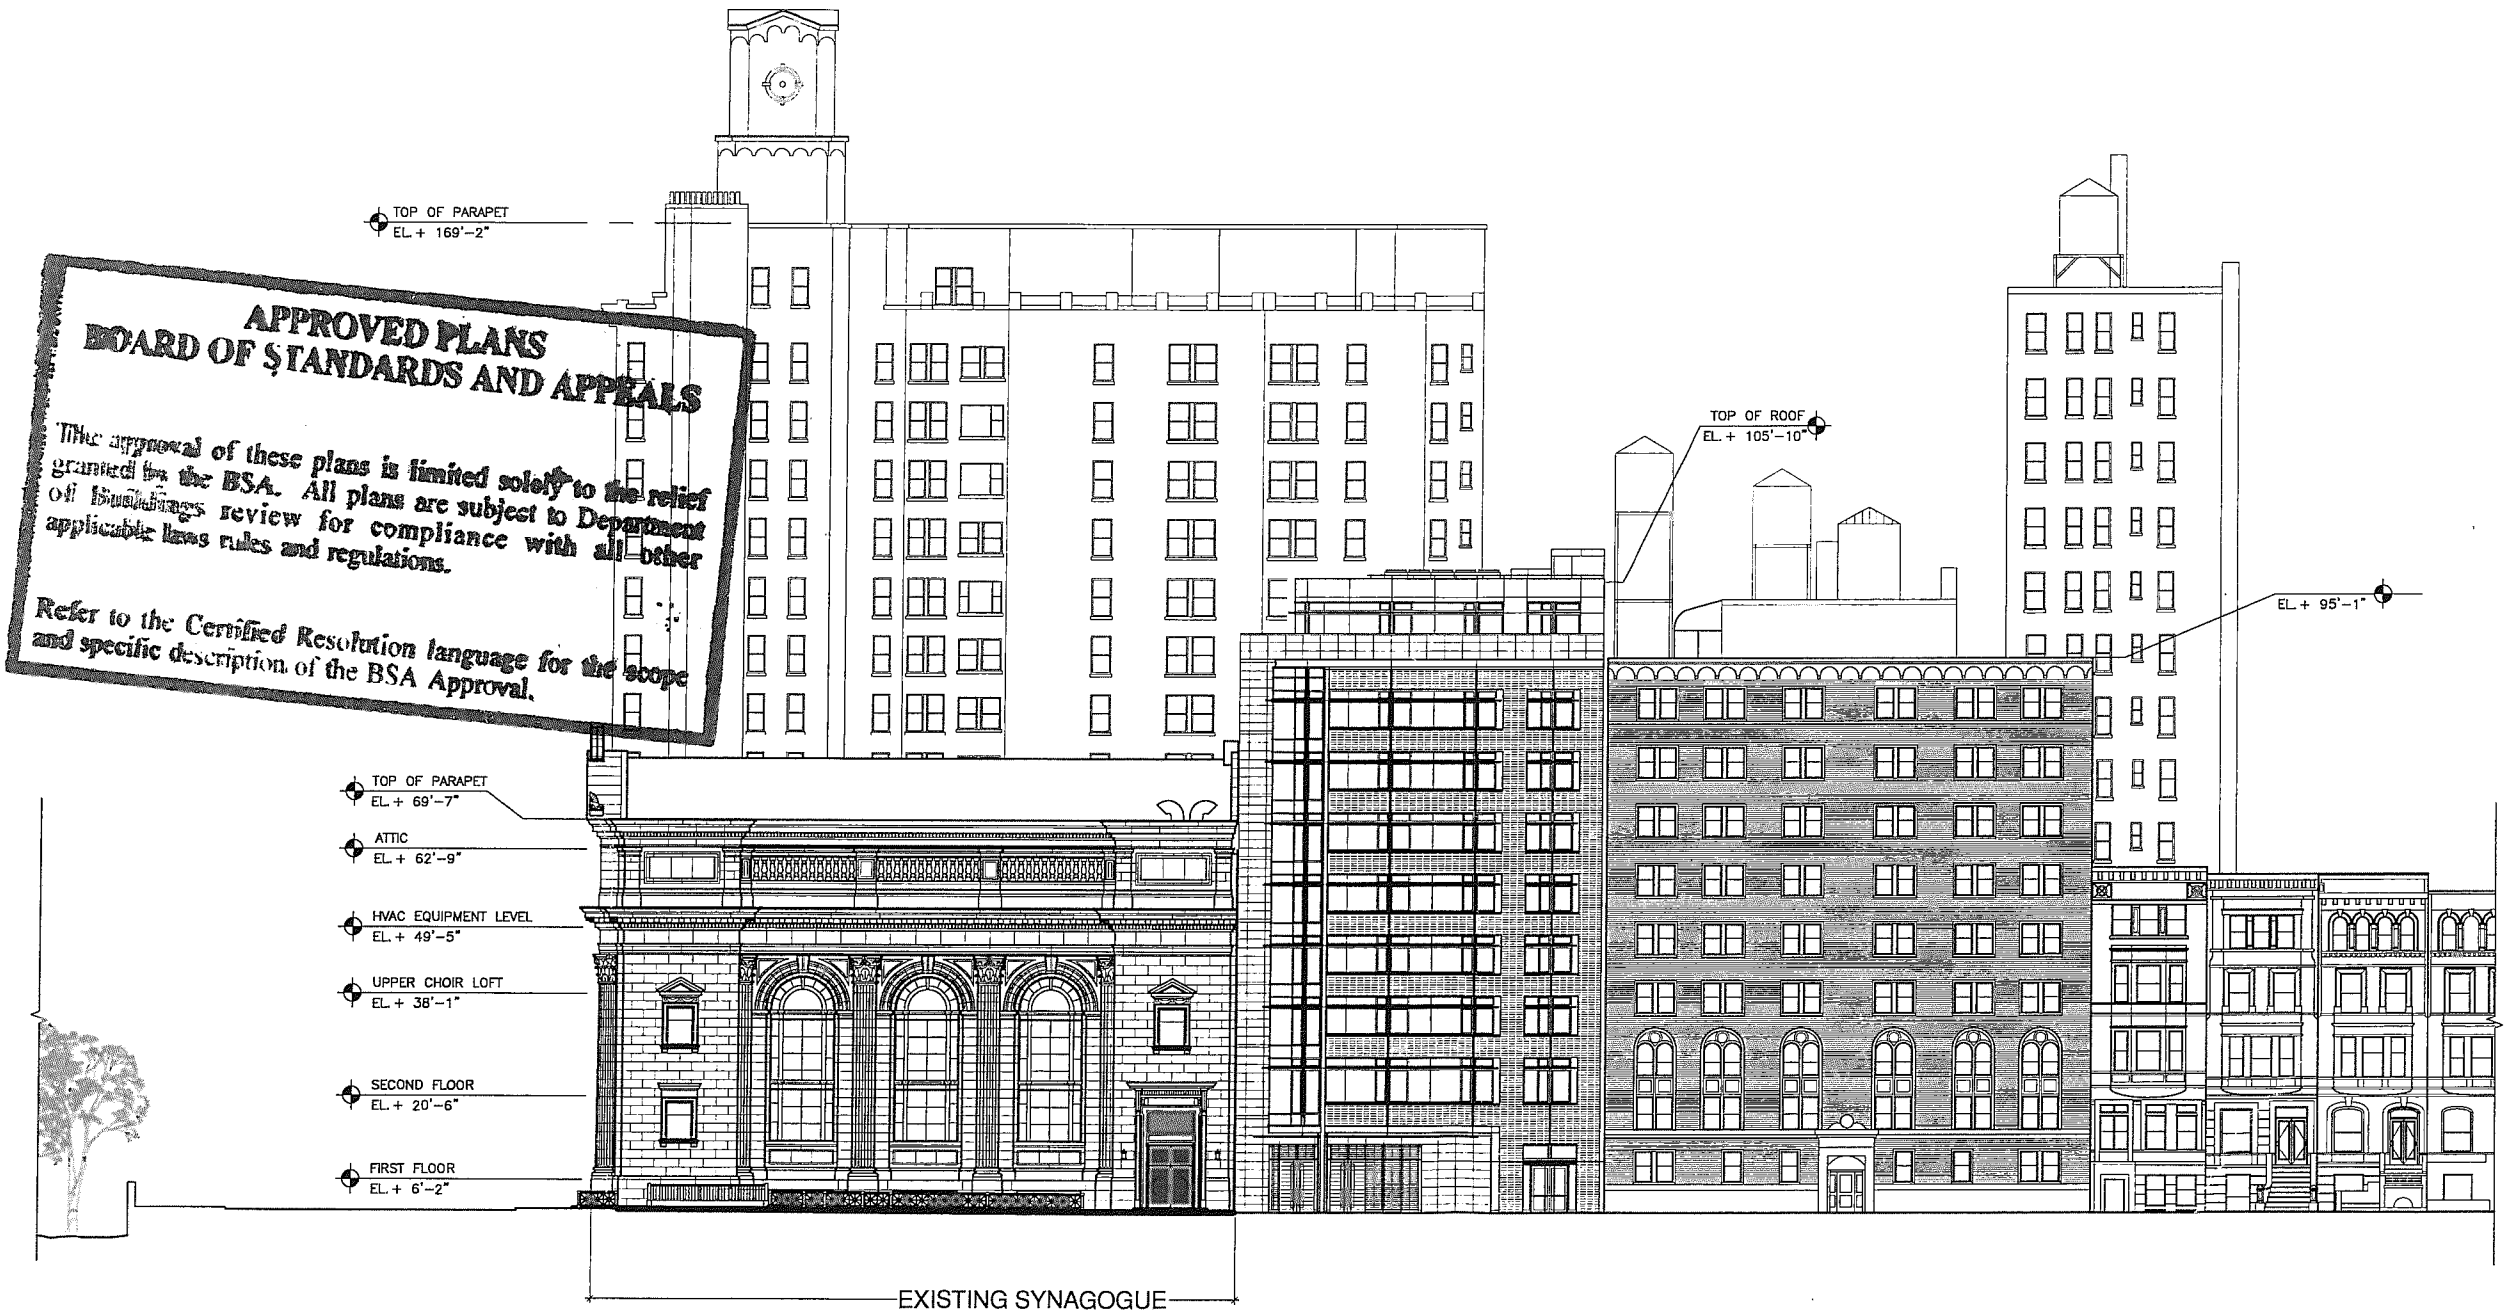 TOP OF PARAPET
EL. + 169'-2"
APPROVED PLANS
BOARD OF STANDARDS AND APPEALS
The approval of these plans is limited solely to the relief
granted by the BSA. All plans are subject to Department
of Buildings review for compliance with all other
applicable laws rules and regulations.
Refer to the Certified Resolution language for the scope
and specific description of the BSA Approval.
TOP OF ROOF
EL. + 105'-10"
EL. + 95'-1"
TOP OF PARAPET
EL. + 69'-7"
ATTIC
EL. + 62'-9"
HVAC EQUIPMENT LEVEL
EL. + 49'-5"
UPPER CHOIR LOFT
EL. + 38'-1"
SECOND FLOOR
EL. + 20'-6"
FIRST FLOOR
EL. + 6'-2"
EXISTING SYNAGOGUE